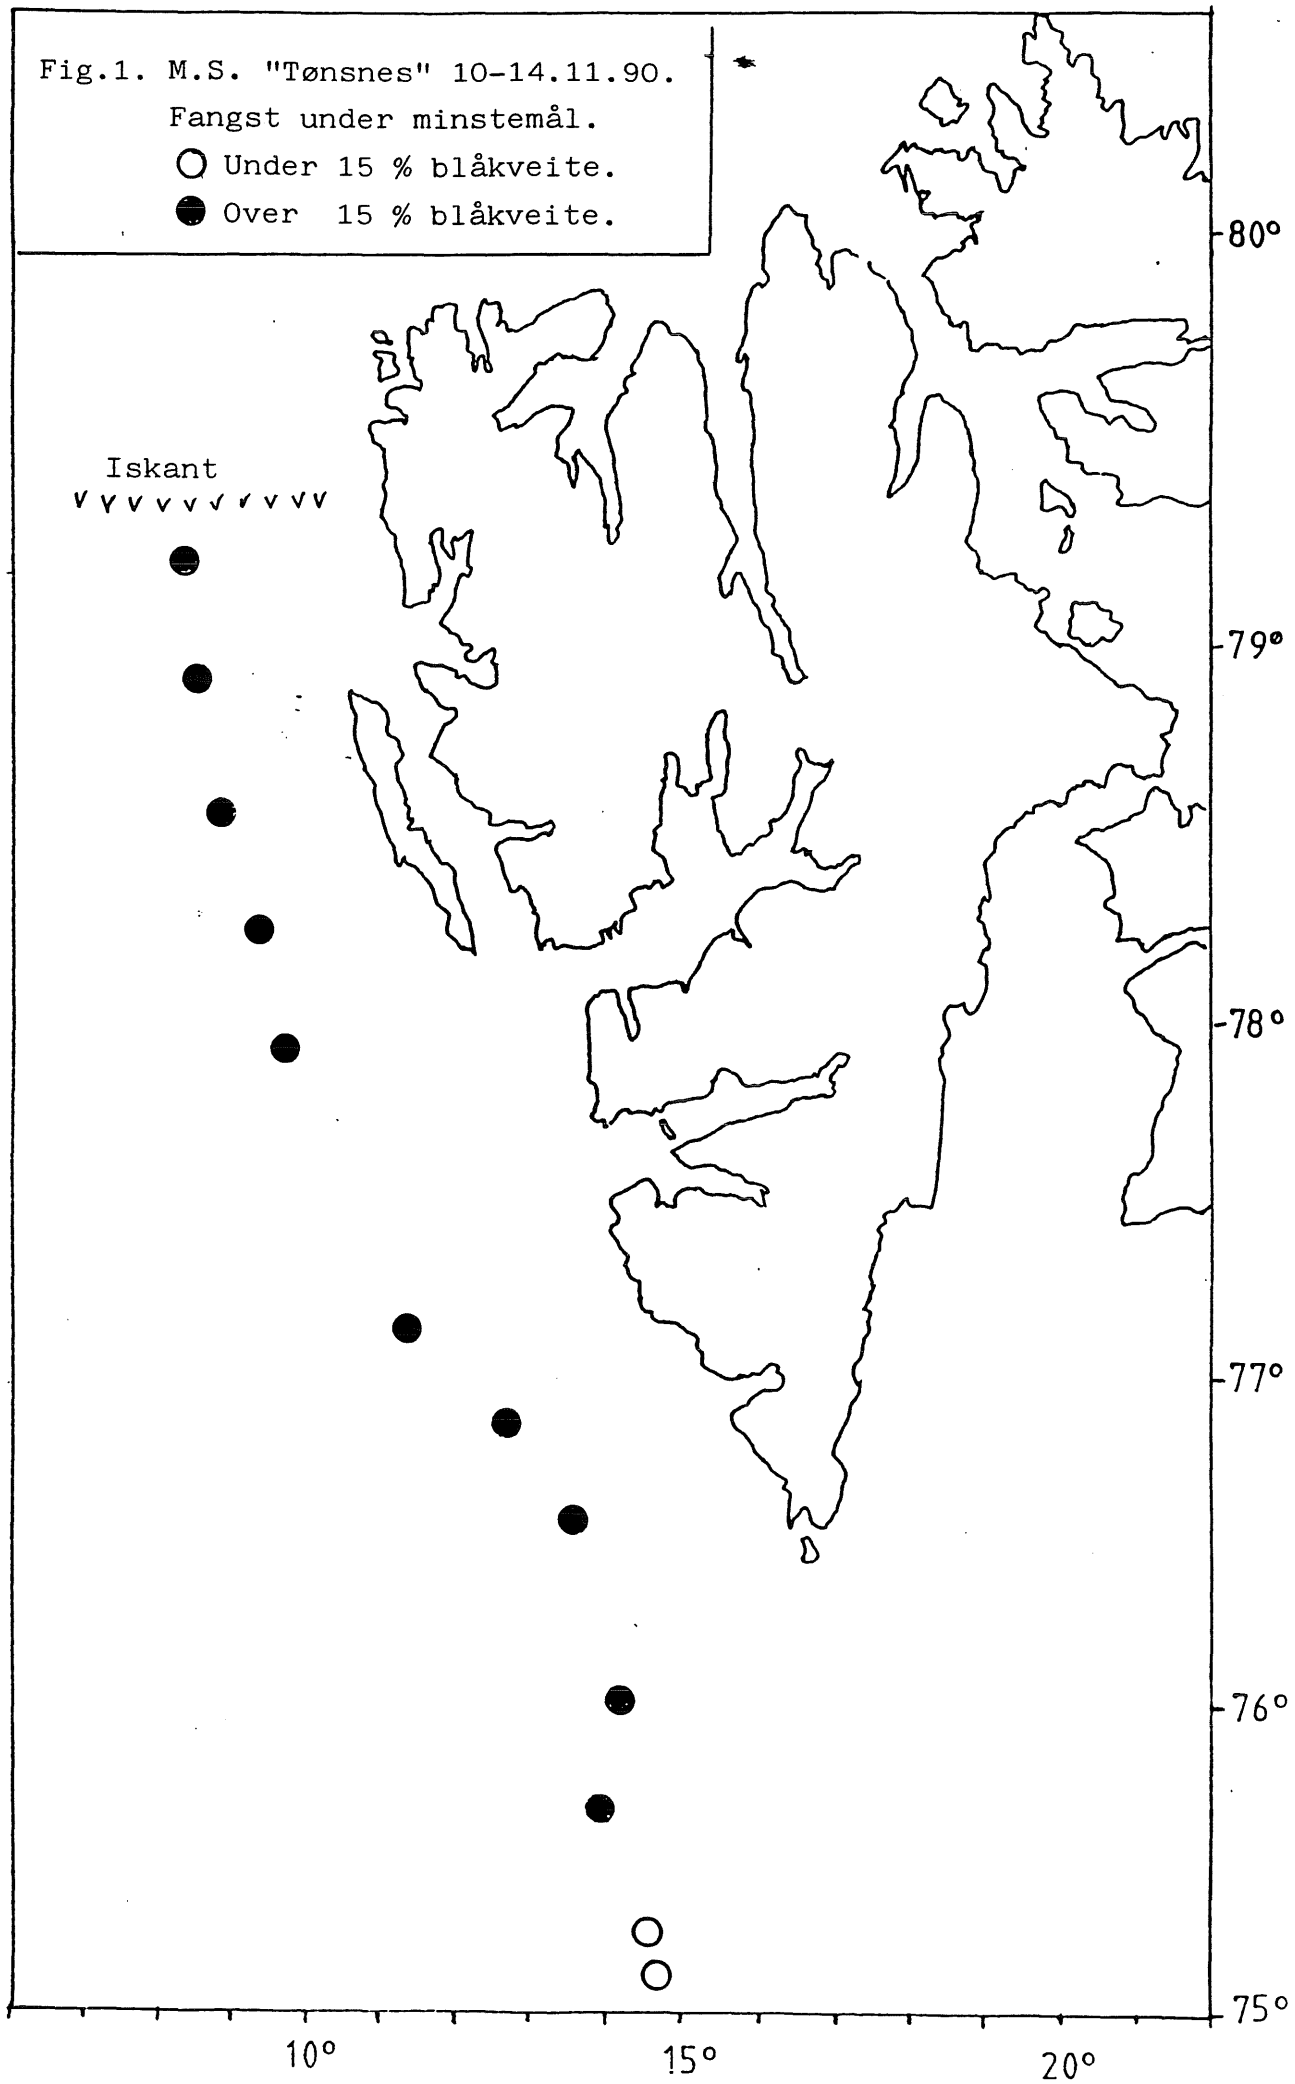 Fig.1. M.S. "Tønsnes" 10-14.11.90.
Fangst under minstemål.
Under 15 % blåkveite.
Over 15 % blåkveite.
80°
Iskant
79°
78°
77°
76°
75°
10° 15° 20°